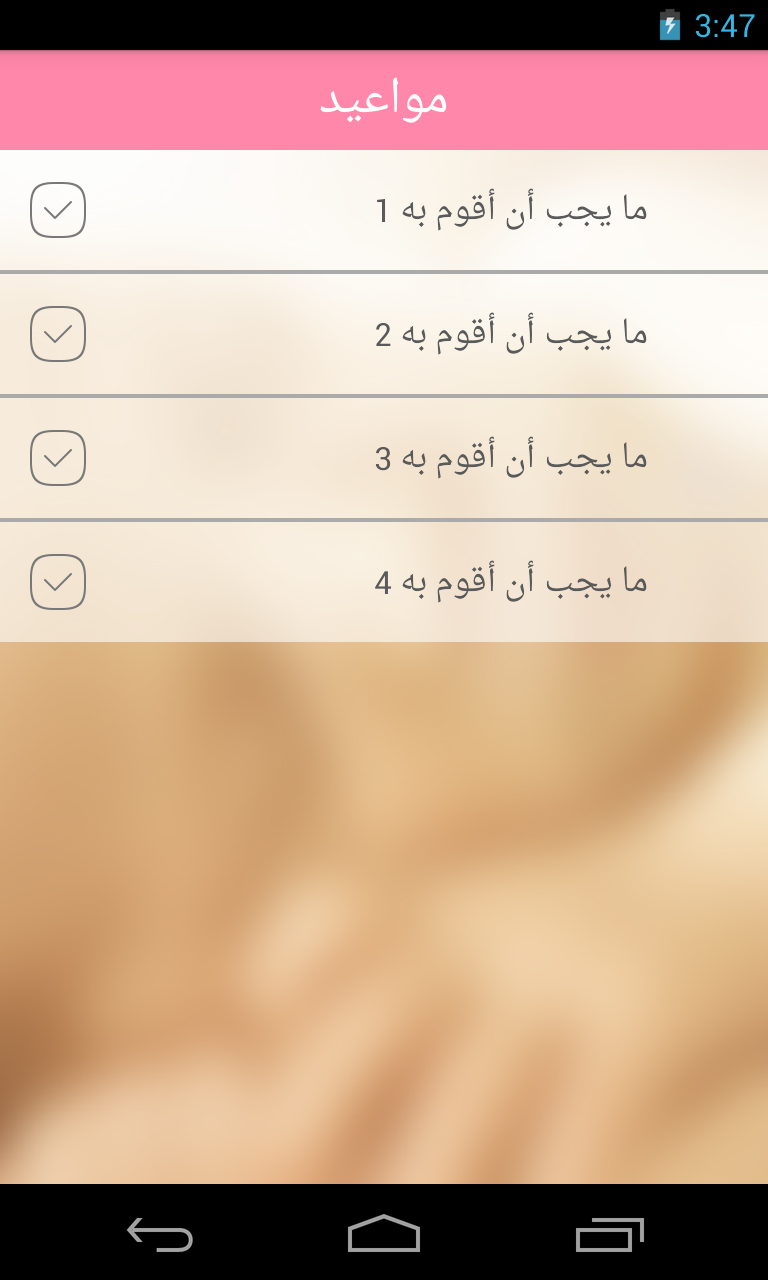 3:47
مواعيد
ما يجب أن أقوم به 1
ما يجب أن أقوم به 2
ما يجب أن أقوم به 3
ما يجب أن أقوم به 4